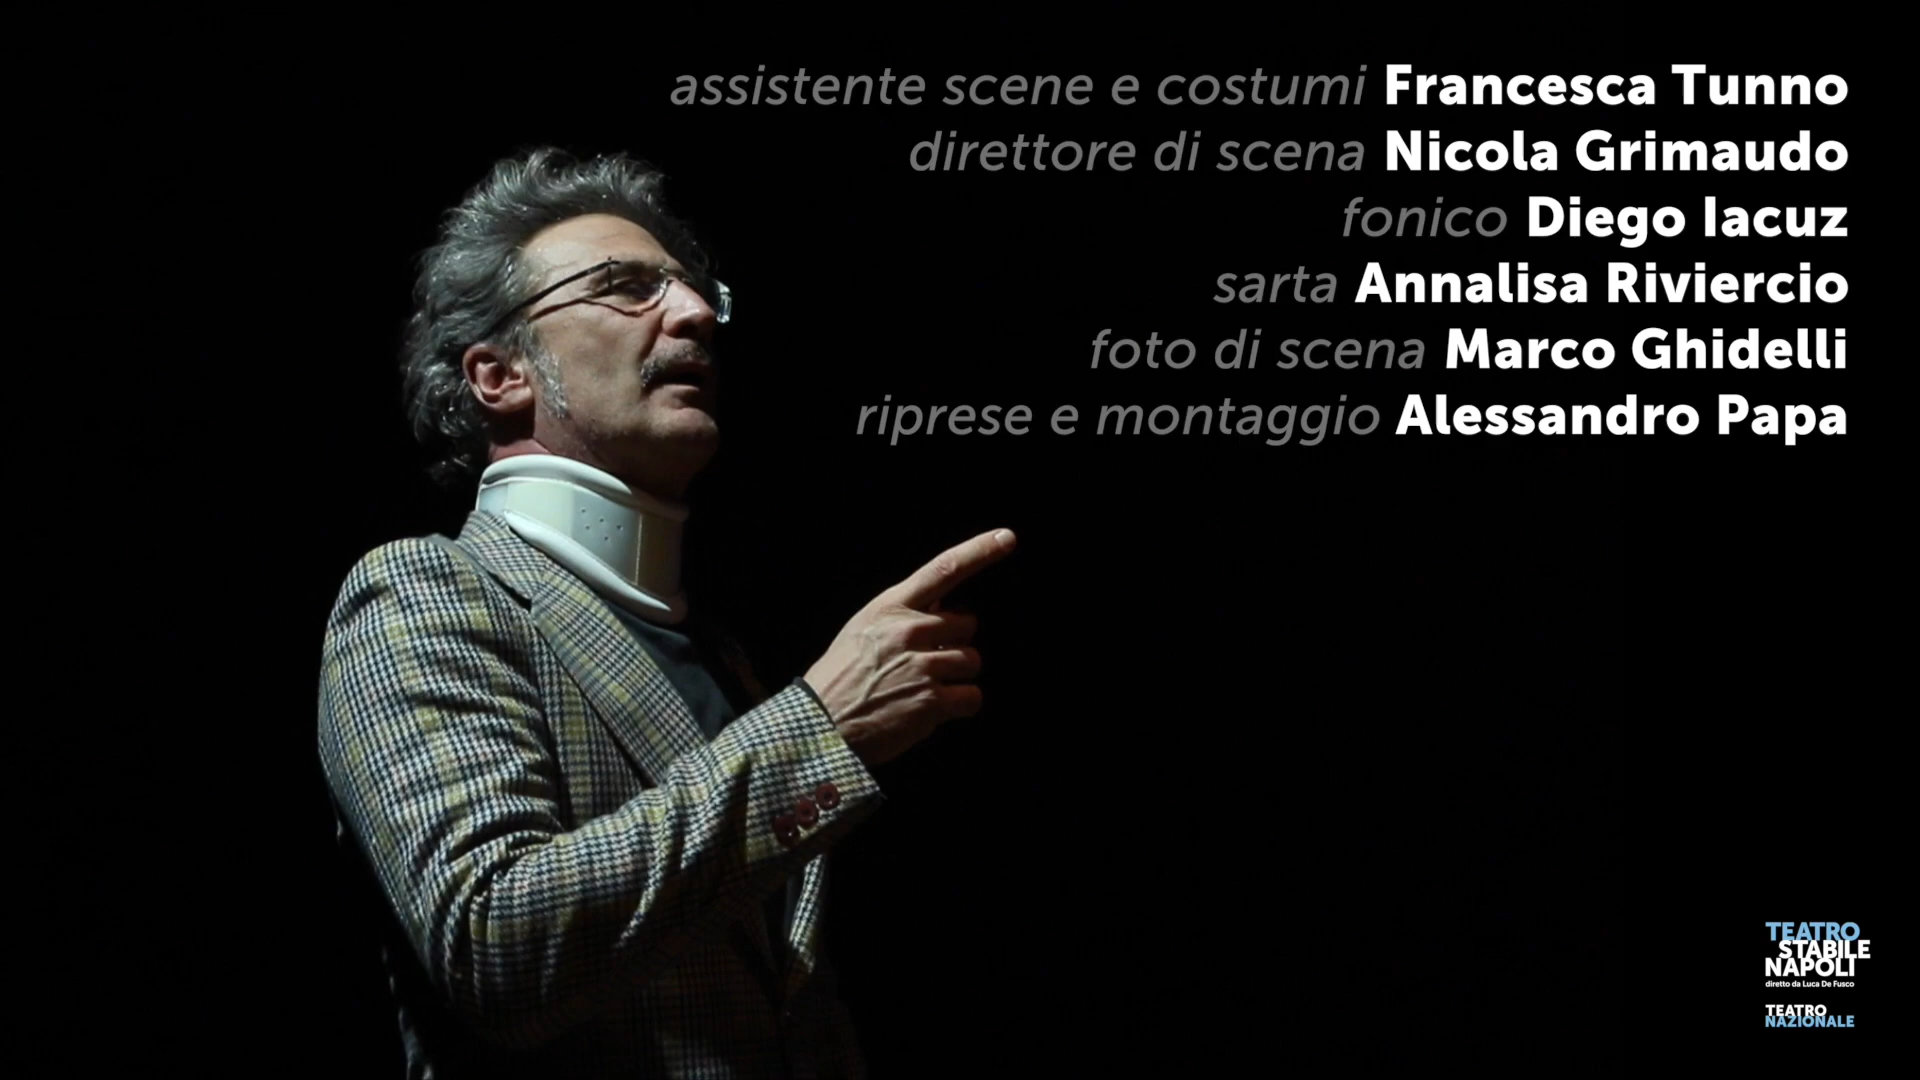 assistente scene e costumi Francesca Tunno
direttore di scena Nicola Grimaudo
fonico Diego Iacuz
sarta Annalisa Riviercio
foto di scena Marco Ghidelli
riprese e montaggio Alessandro Papa
TEATRO
STABILE
NAPOLI
diretto da Luca De Fusco
TEATRO
NAZIONALE